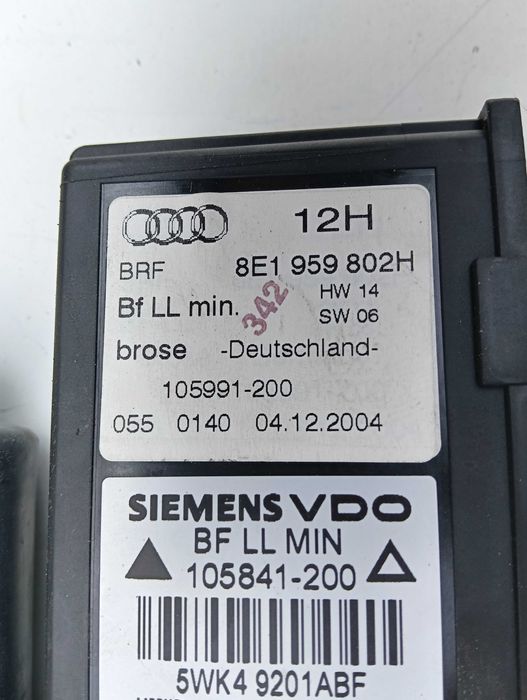 12H
BRF 8E1 959 802H
Bf LL min. HW 14
342 SW 06
brose -Deutschland-
105991-200
055 0140 04.12.2004
SIEMENS VDO
BF LL MIN
105841-200
5WK4 9201ABF